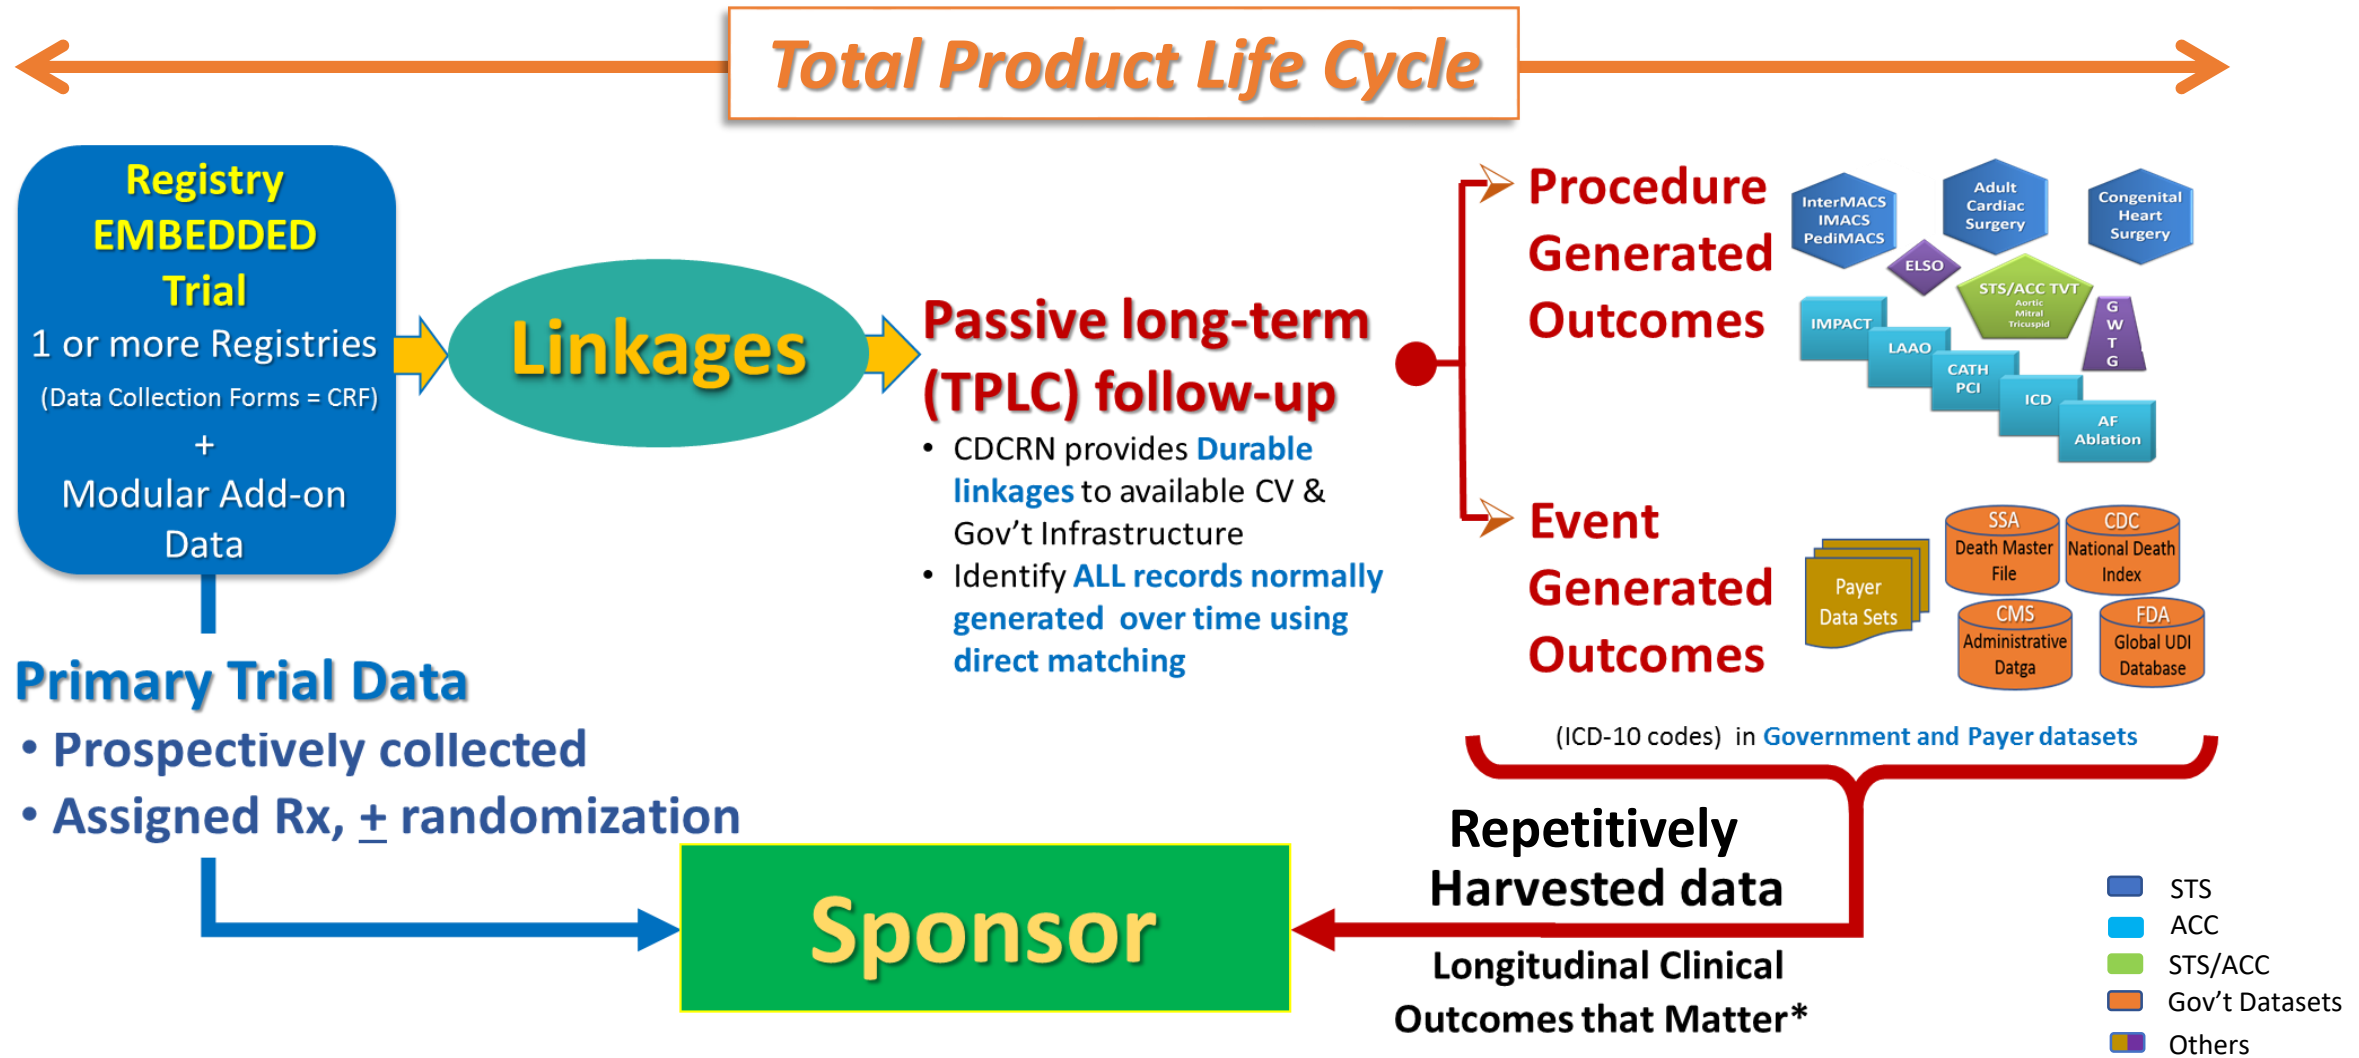 Total Product Life Cycle
Registry
EMBEDDED
Trial
1 or more Registries
(Data Collection Forms = CRF)
+
Modular Add-on
Data
Linkages
Passive long-term
(TPLC) follow-up
• CDCRN provides Durable
linkages to available CV &
Gov't Infrastructure
• Identify ALL records normally
generated over time using
direct matching
Procedure
Generated
Outcomes
InterMACS
IMACS
PediMACS
Adult
Cardiac
Surgery
Congenital
Heart
Surgery
ELSO
STS/ACC TVT
Aortic
Mitral
Tricuspid
G
W
T
G
IMPACT
LAAO
CATH
PCI
ICD
AF
Ablation
Event
Generated
Outcomes
Payer
Data Sets
SSA
Death Master
File
CDC
National Death
Index
CMS
Administrative
Datga
FDA
Global UDI
Database
(ICD-10 codes) in Government and Payer datasets
Primary Trial Data
• Prospectively collected
• Assigned Rx, ± randomization
Sponsor
Repetitively
Harvested data
Longitudinal Clinical
Outcomes that Matter*
STS
ACC
STS/ACC
Gov't Datasets
Others